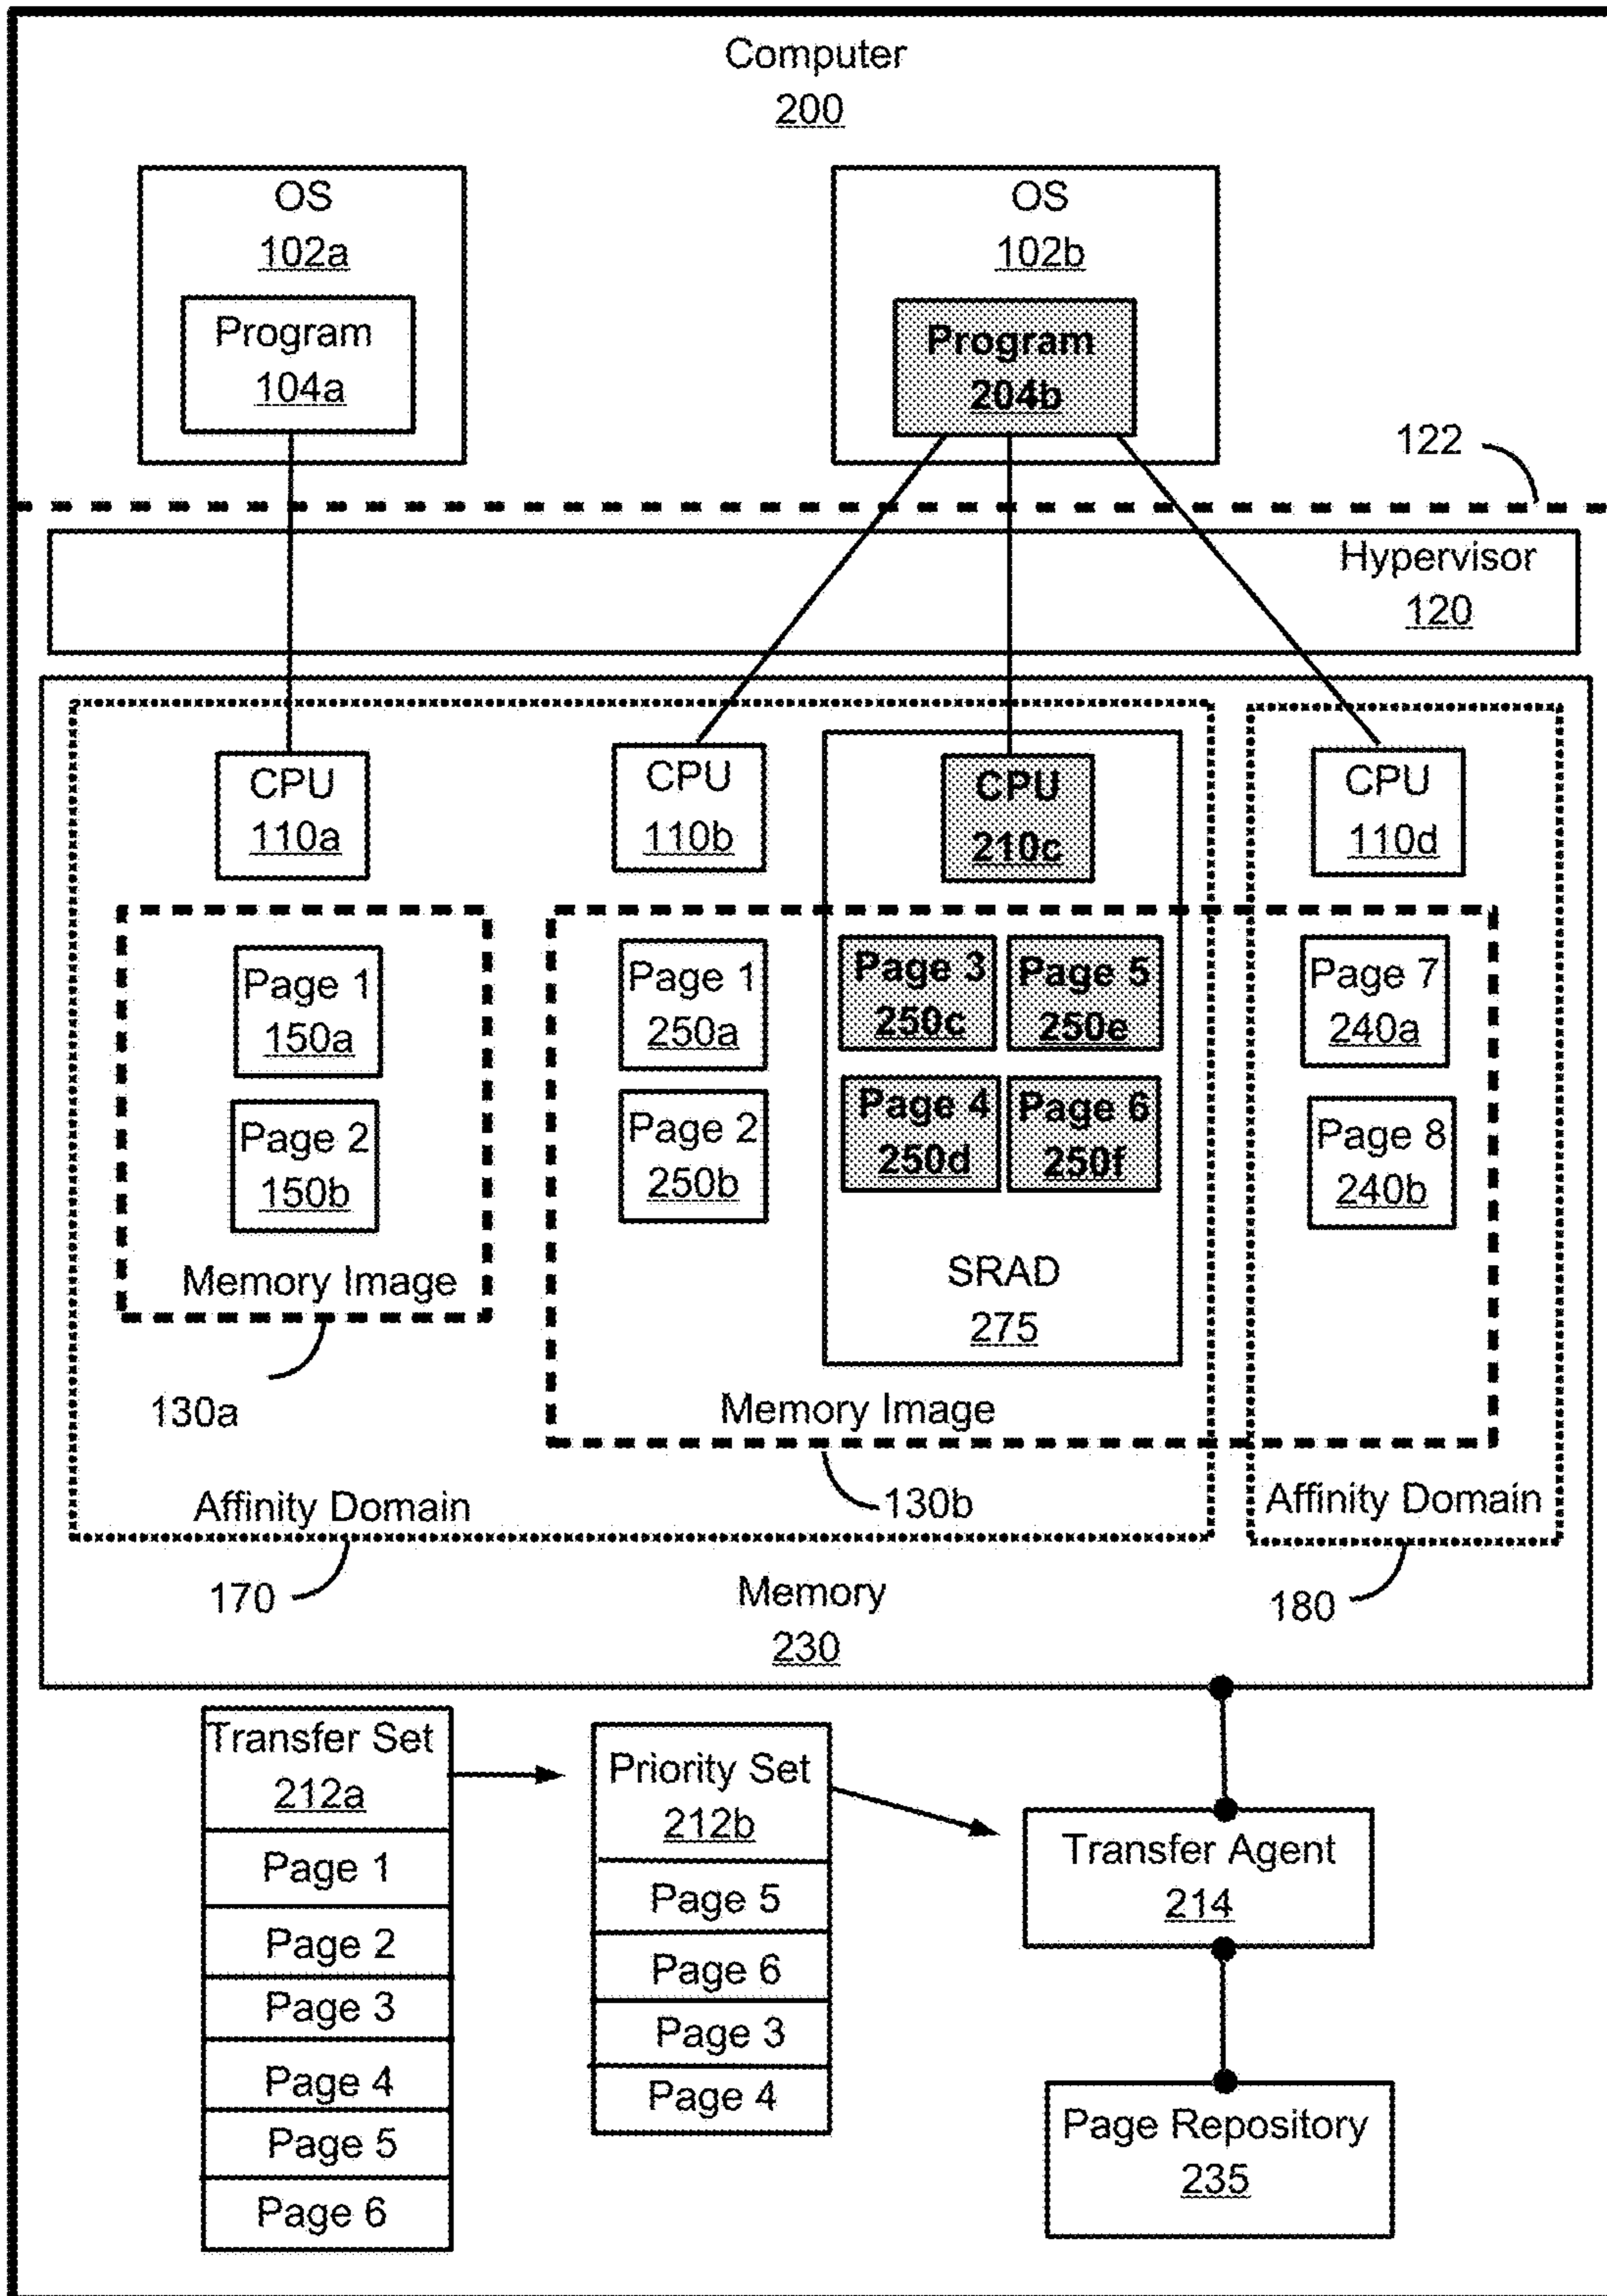 Computer
200
OS
102a
Program
104a
OS
102b
Program
204b
122
Hypervisor
120
CPU
110a
CPU
110b
CPU
210c
CPU
110d
Page 1
150a
Page 2
150b
Memory Image
130a
Page 1
250a
Page 2
250b
Page 3
250c
Page 5
250e
Page 4
250d
Page 6
250f
SRAD
275
Page 7
240a
Page 8
240b
Memory Image
130b
Affinity Domain
170
Affinity Domain
180
Memory
230
Transfer Set
212a
Page 1
Page 2
Page 3
Page 4
Page 5
Page 6
Priority Set
212b
Page 5
Page 6
Page 3
Page 4
Transfer Agent
214
Page Repository
235